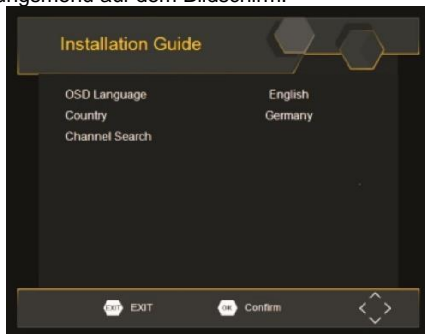 auf dem Bildschirm.
Installation Guide
OSD Language English
Country Germany
Channel Search
EXIT EXIT OK Confirm